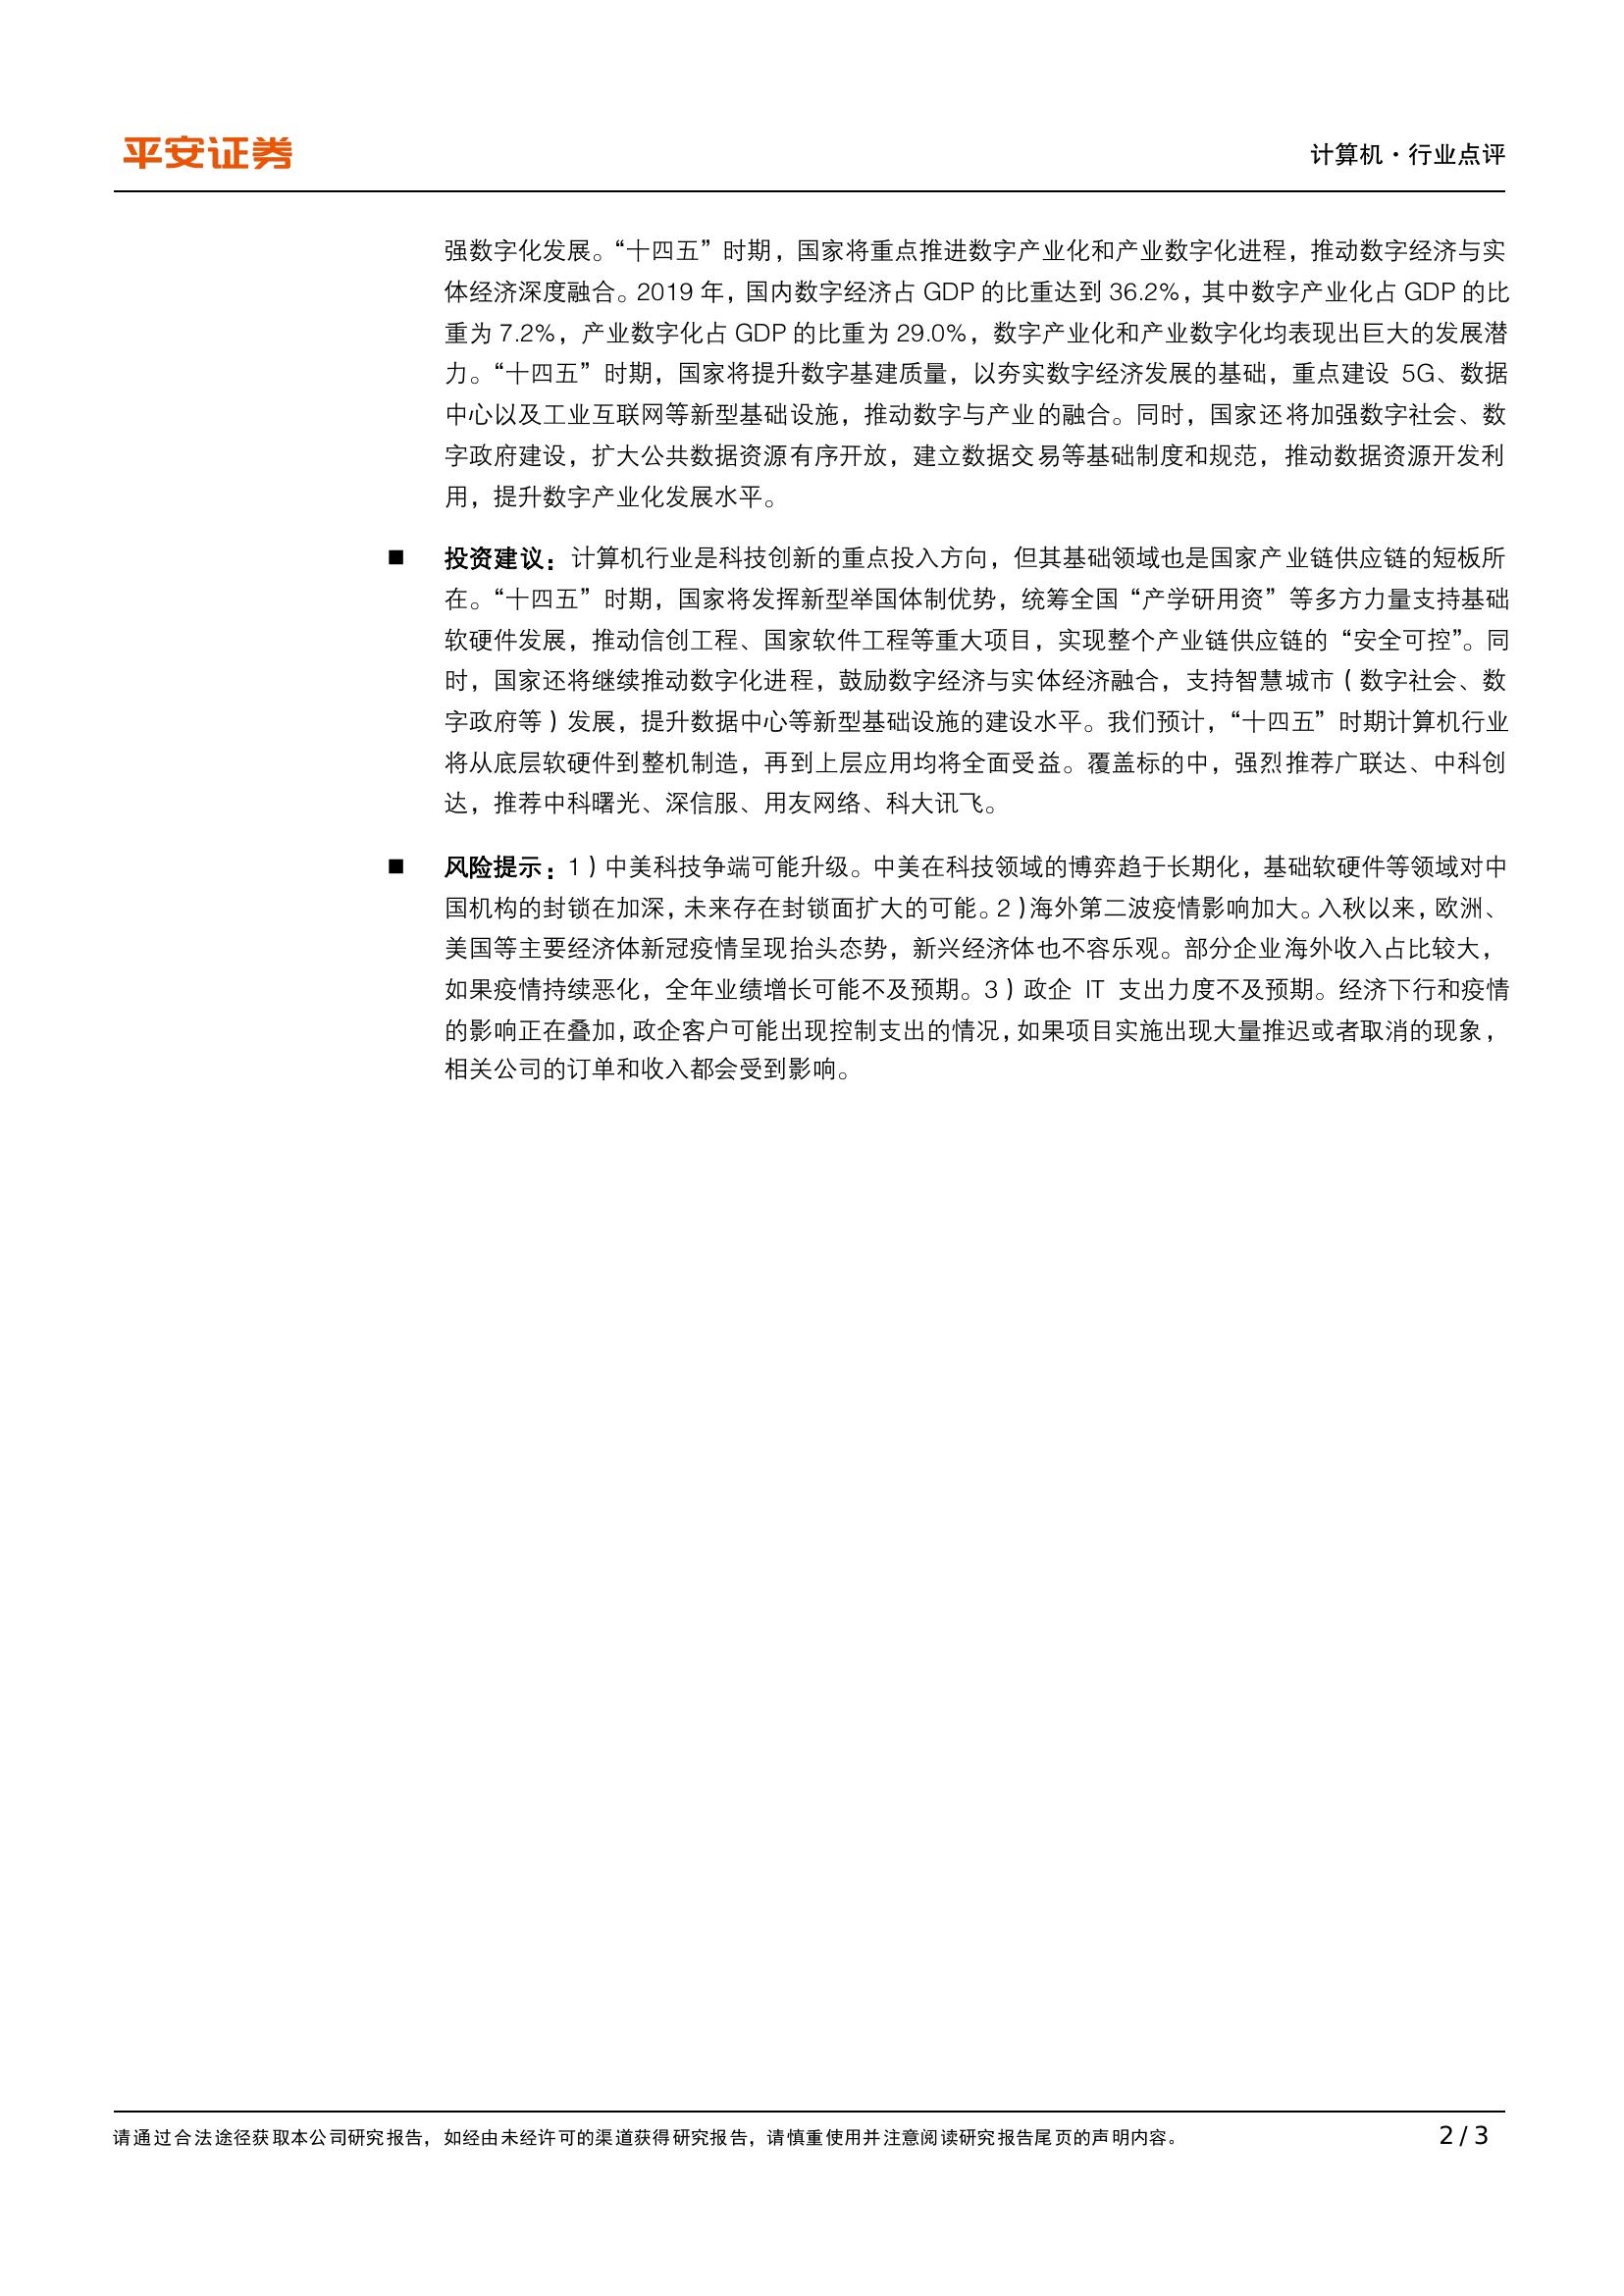 平安证券
计算机·行业点评
强数字化发展。“十四五”时期，国家将重点推进数字产业化和产业数字化进程，推动数字经济与实
体经济深度融合。2019 年，国内数字经济占 GDP 的比重达到 36.2%，其中数字产业化占 GDP 的比
重为 7.2%，产业数字化占 GDP 的比重为 29.0%，数字产业化和产业数字化均表现出巨大的发展潜
力。“十四五”时期，国家将提升数字基建质量，以夯实数字经济发展的基础，重点建设 5G、数据
中心以及工业互联网等新型基础设施，推动数字与产业的融合。同时，国家还将加强数字社会、数
字政府建设，扩大公共数据资源有序开放，建立数据交易等基础制度和规范，推动数据资源开发利
用，提升数字产业化发展水平。
■ 投资建议：计算机行业是科技创新的重点投入方向，但其基础领域也是国家产业链供应链的短板所
在。“十四五”时期，国家将发挥新型举国体制优势，统筹全国“产学研用资”等多方力量支持基础
软硬件发展，推动信创工程、国家软件工程等重大项目，实现整个产业链供应链的“安全可控”。同
时，国家还将继续推动数字化进程，鼓励数字经济与实体经济融合，支持智慧城市（数字社会、数
字政府等）发展，提升数据中心等新型基础设施的建设水平。我们预计，“十四五”时期计算机行业
将从底层软硬件到整机制造，再到上层应用均将全面受益。覆盖标的中，强烈推荐广联达、中科创
达，推荐中科曙光、深信服、用友网络、科大讯飞。
■ 风险提示：1）中美科技争端可能升级。中美在科技领域的博弈趋于长期化，基础软硬件等领域对中
国机构的封锁在加深，未来存在封锁面扩大的可能。2）海外第二波疫情影响加大。入秋以来，欧洲、
美国等主要经济体新冠疫情呈现抬头态势，新兴经济体也不容乐观。部分企业海外收入占比较大，
如果疫情持续恶化，全年业绩增长可能不及预期。3）政企 IT 支出力度不及预期。经济下行和疫情
的影响正在叠加，政企客户可能出现控制支出的情况，如果项目实施出现大量推迟或者取消的现象，
相关公司的订单和收入都会受到影响。
请通过合法途径获取本公司研究报告，如经由未经许可的渠道获得研究报告，请慎重使用并注意阅读研究报告尾页的声明内容。
2 / 3